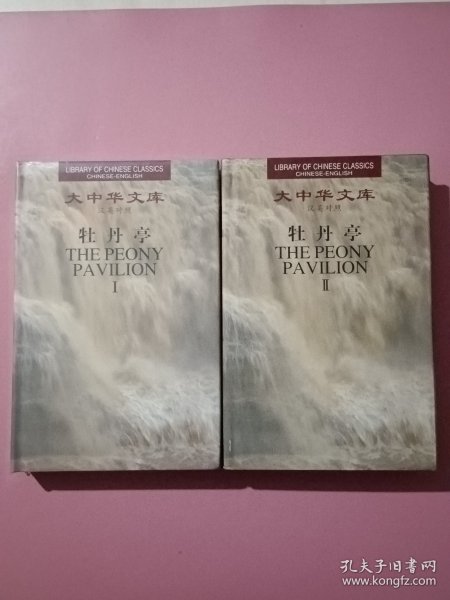 LIBRARY OF CHINESE CLASSICS
CHINESE-ENGLISH
大中华文库
汉英对照
牡丹亭
THE PEONY
PAVILION
I
LIBRARY OF CHINESE CLASSICS
CHINESE-ENGLISH
大中华文库
汉英对照
牡丹亭
THE PEONY
PAVILION
II
孔夫子旧书网
www.kongfz.com